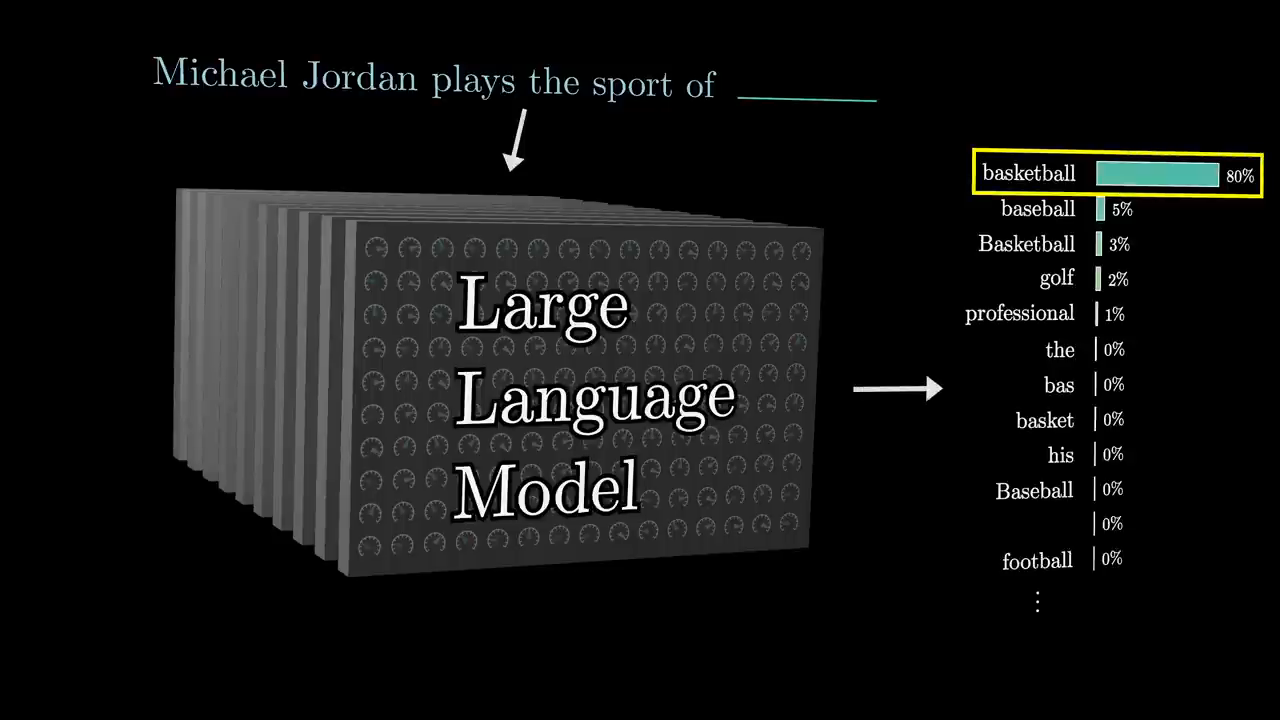 Michael Jordan plays the sport of ________
Large
Language
Model
basketball 80%
baseball 5%
Basketball 3%
golf 2%
professional 1%
the 0%
bas 0%
basket 0%
his 0%
Baseball 0%
0%
football 0%
⋮